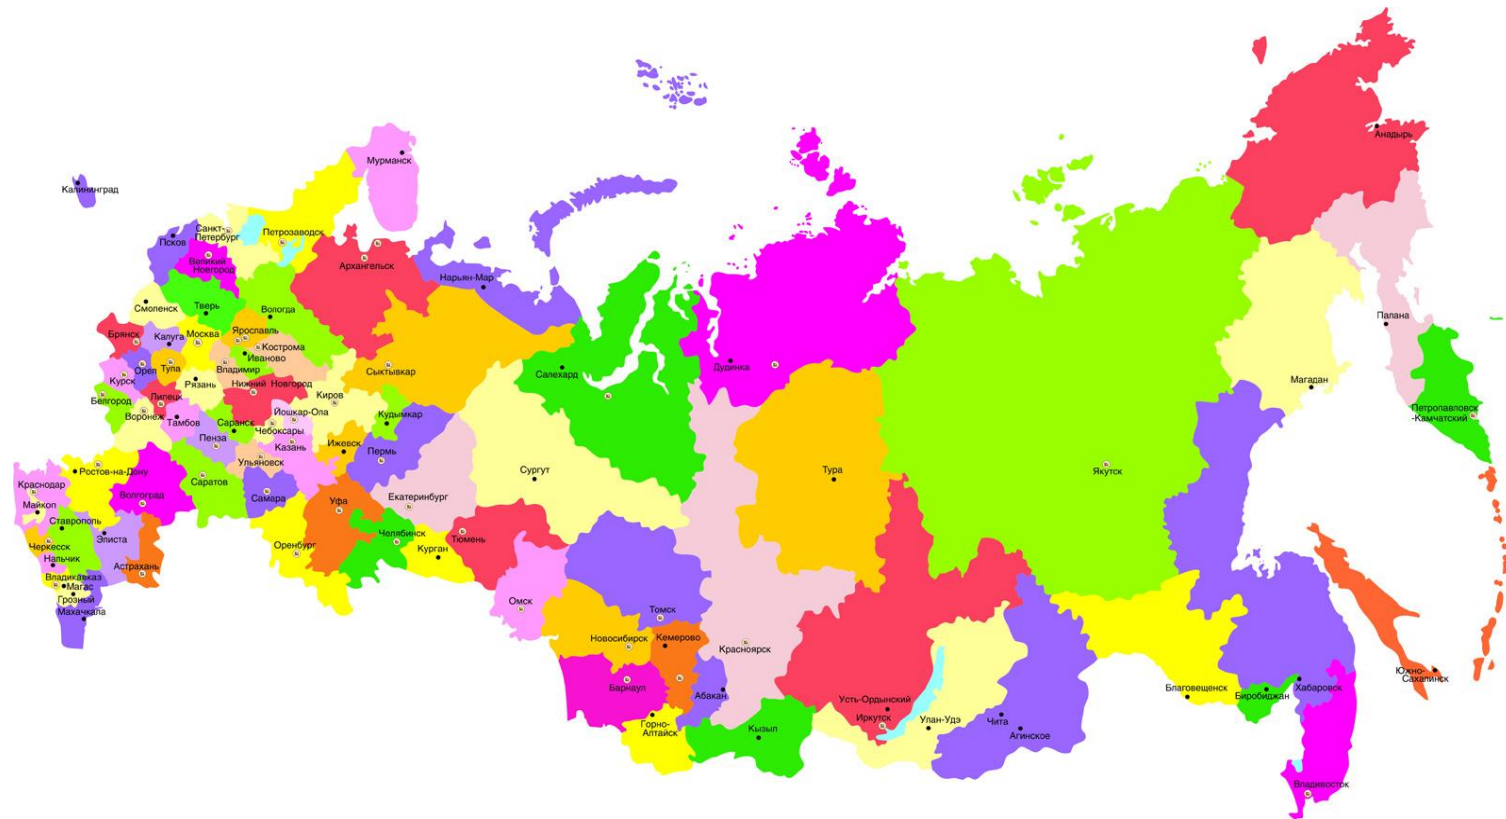 Анадырь
Мурманск
Калининград
Санкт-
Петербург
Петрозаводск
Псков
Великий
Новгород
Архангельск
Нарьян-Мар
Смоленск
Тверь
Вологда
Палана
Брянск
Калуга
Москва
Ярославль
Кострома
Иваново
Орел
Тула
Владимир
Сыктывкар
Салехард
Дудинка
Курск
Рязань
Нижний Новгород
Магадан
Белгород
Липецк
Киров
Воронеж
Тамбов
Йошкар-Ола
Кудымкар
Петропавловск
-Камчатский
Саранск
Чебоксары
Пенза
Казань
Ижевск
Пермь
Ульяновск
Сургут
Тура
Якутск
Ростов-на-Дону
Краснодар
Волгоград
Саратов
Самара
Уфа
Екатеринбург
Майкоп
Ставрополь
Элиста
Челябинск
Тюмень
Черкесск
Оренбург
Курган
Нальчик
Астрахань
Владикавказ
Магас
Грозный
Махачкала
Омск
Томск
Новосибирск
Кемерово
Красноярск
Барнаул
Абакан
Усть-Ордынский
Иркутск
Улан-Удэ
Чита
Агинское
Благовещенск
Биробиджан
Хабаровск
Южно-
Сахалинск
Горно-
Алтайск
Кызыл
Владивосток